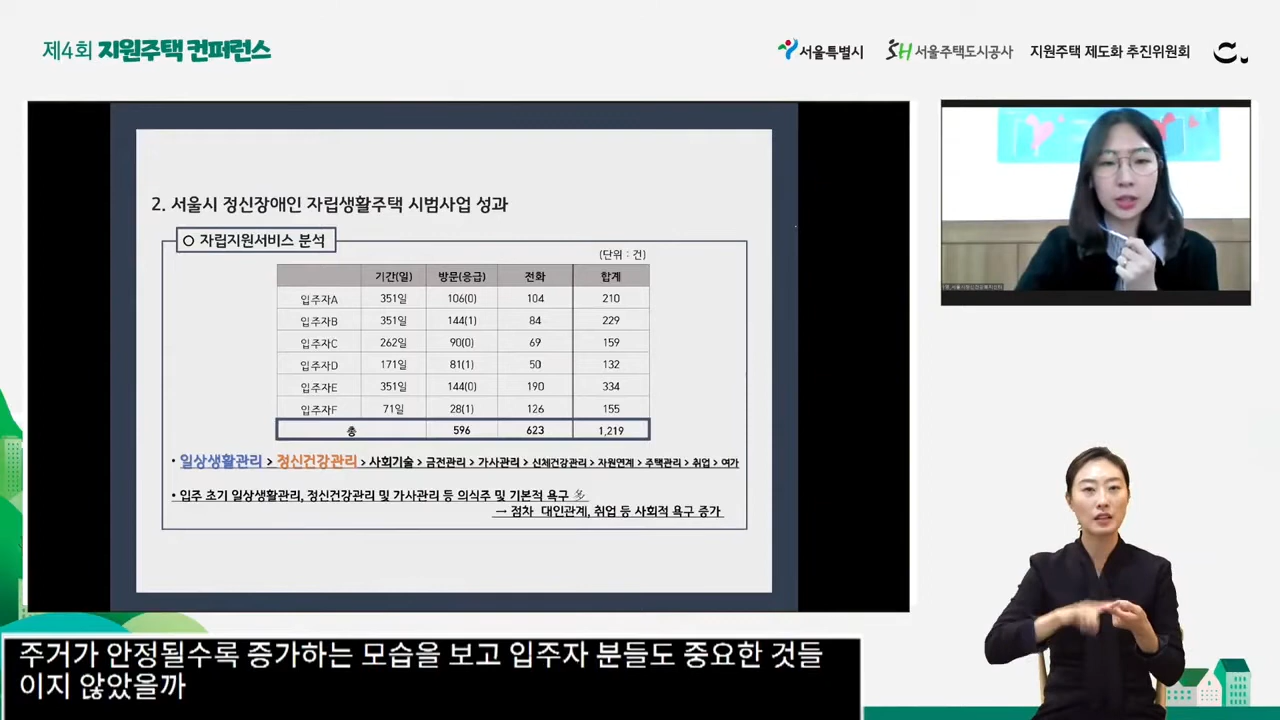 제4회 지원주택 컨퍼런스
서울특별시
SH 서울주택도시공사
지원주택 제도화 추진위원회
2. 서울시 정신장애인 자립생활주택 시범사업 성과
○ 자립지원서비스 분석
(단위 : 건)
기간(일) 방문(응급) 전화 합계
입주자A 351일 106(0) 104 210
입주자B 351일 144(1) 84 229
입주자C 262일 90(0) 69 159
입주자D 171일 81(1) 50 132
입주자E 351일 144(0) 190 334
입주자F 71일 28(1) 126 155
총 596 623 1,219
• 일상생활관리 > 정신건강관리 > 사회기술 > 금전관리 > 가사관리 > 신체건강관리 > 자원연계 > 주택관리 > 취업 > 여가
• 입주 초기 일상생활관리, 정신건강관리 및 가사관리 등 의식주 및 기본적 욕구 多
→ 점차 대인관계, 취업 등 사회적 욕구 증가
주거가 안정될수록 증가하는 모습을 보고 입주자 분들도 중요한 것들
이지 않았을까